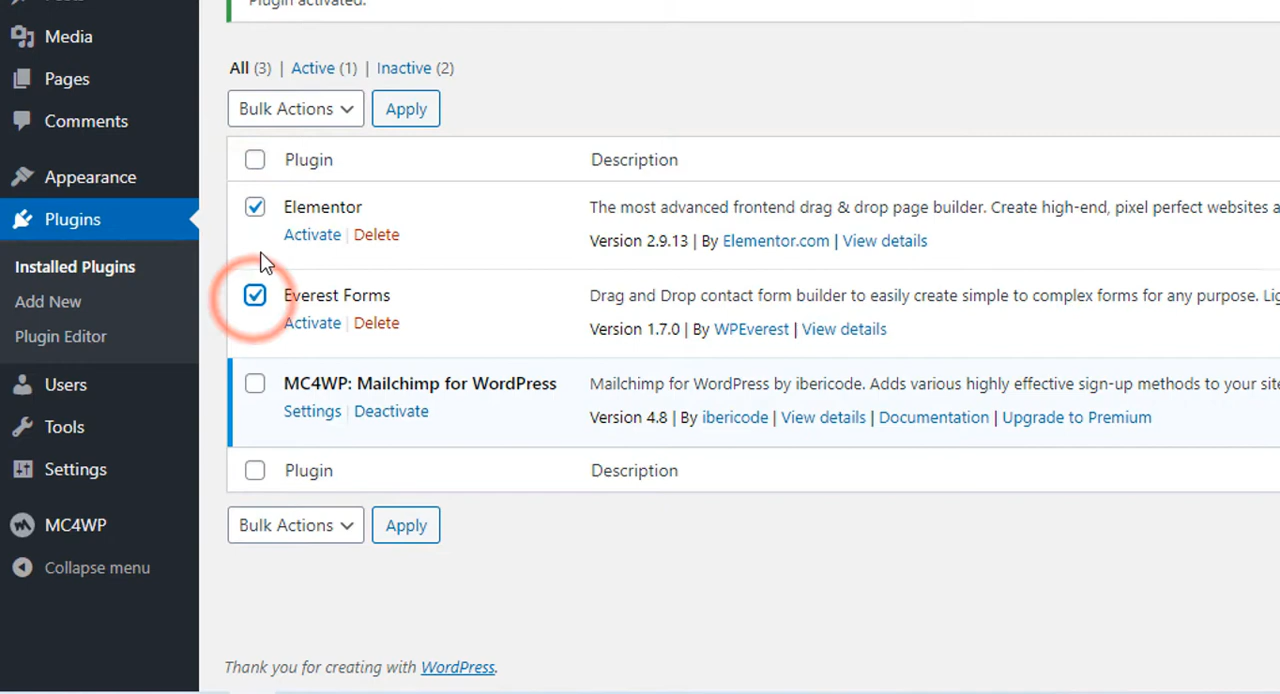 Plugin activated.
Media
Pages
Comments
Appearance
Plugins
Installed Plugins
Add New
Plugin Editor
Users
Tools
Settings
MC4WP
Collapse menu
All (3) | Active (1) | Inactive (2)
Bulk Actions Apply
Plugin Description
Elementor The most advanced frontend drag & drop page builder. Create high-end, pixel perfect websites a
Activate | Delete Version 2.9.13 | By Elementor.com | View details
Everest Forms Drag and Drop contact form builder to easily create simple to complex forms for any purpose. Lig
Activate | Delete Version 1.7.0 | By WPEverest | View details
MC4WP: Mailchimp for WordPress Mailchimp for WordPress by ibericode. Adds various highly effective sign-up methods to your site
Settings | Deactivate Version 4.8 | By ibericode | View details | Documentation | Upgrade to Premium
Plugin Description
Bulk Actions Apply
Thank you for creating with WordPress.